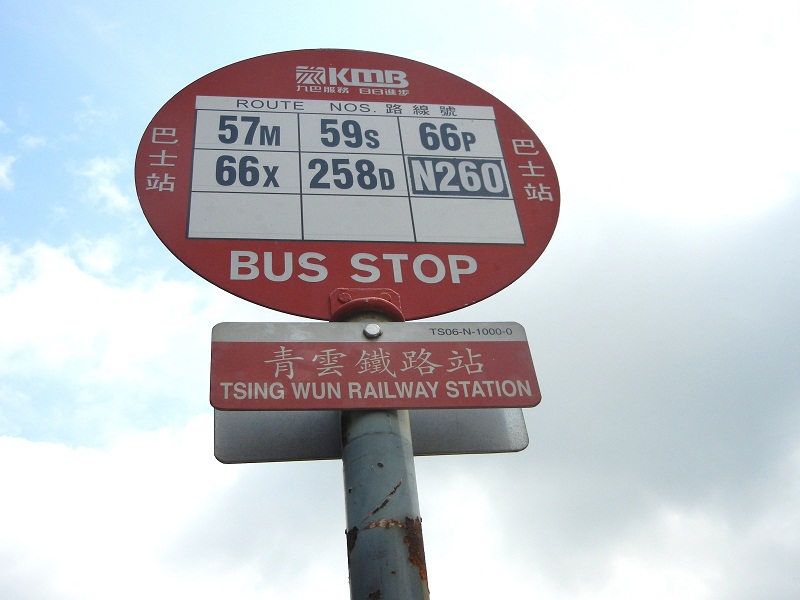 KMB
九巴服務 日日進步
ROUTE NOS. 路線號
57M 59S 66P
66X 258D N260
巴士站
巴士站
BUS STOP
TS06-N-1000-0
青雲鐵路站
TSING WUN RAILWAY STATION